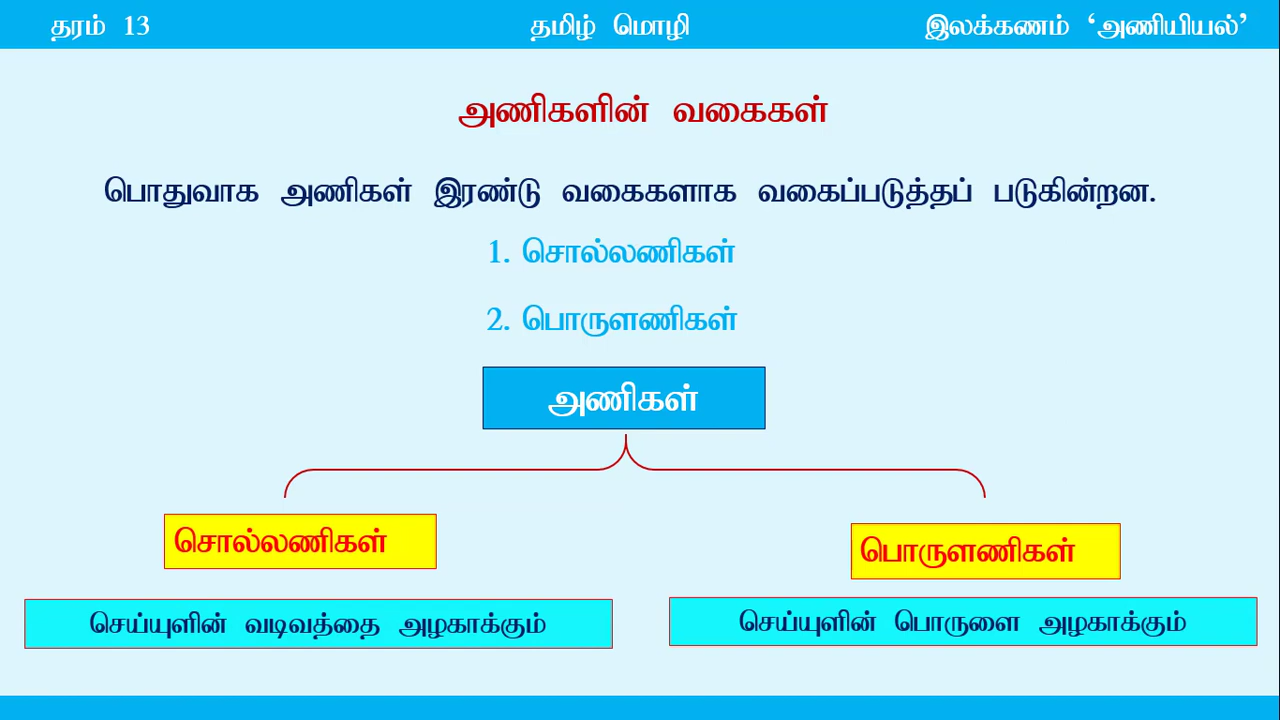 தரம் 13 தமிழ் மொழி இலக்கணம் ‘அணியியல்’
அணிகளின் வகைகள்
பொதுவாக அணிகள் இரண்டு வகைகளாக வகைப்படுத்தப் படுகின்றன.
1. சொல்லணிகள்
2. பொருளணிகள்
அணிகள்
சொல்லணிகள்
பொருளணிகள்
செய்யுளின் வடிவத்தை அழகாக்கும்
செய்யுளின் பொருளை அழகாக்கும்